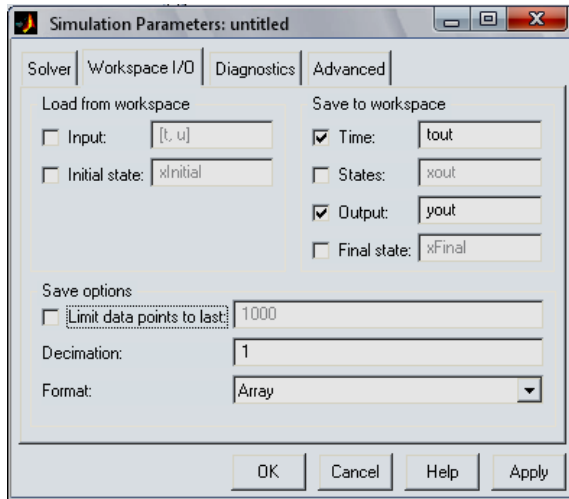 Simulation Parameters: untitled
Solver Workspace I/O Diagnostics Advanced
Load from workspace
Input: [t, u]
Initial state: xInitial
Save to workspace
Time: tout
States: xout
Output: yout
Final state: xFinal
Save options
Limit data points to last: 1000
Decimation: 1
Format: Array
OK Cancel Help Apply